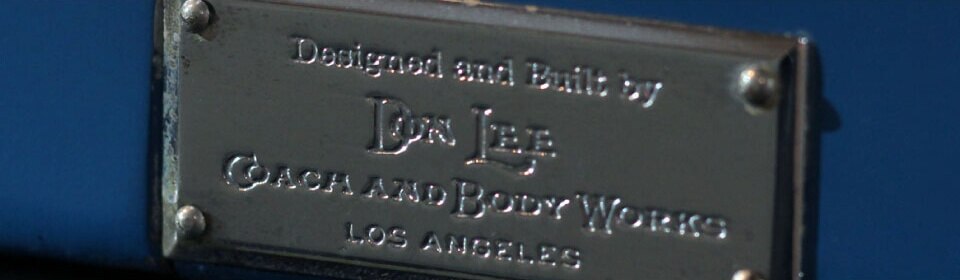 Designed and Built by
Don Lee
Coach and Body Works
LOS ANGELES